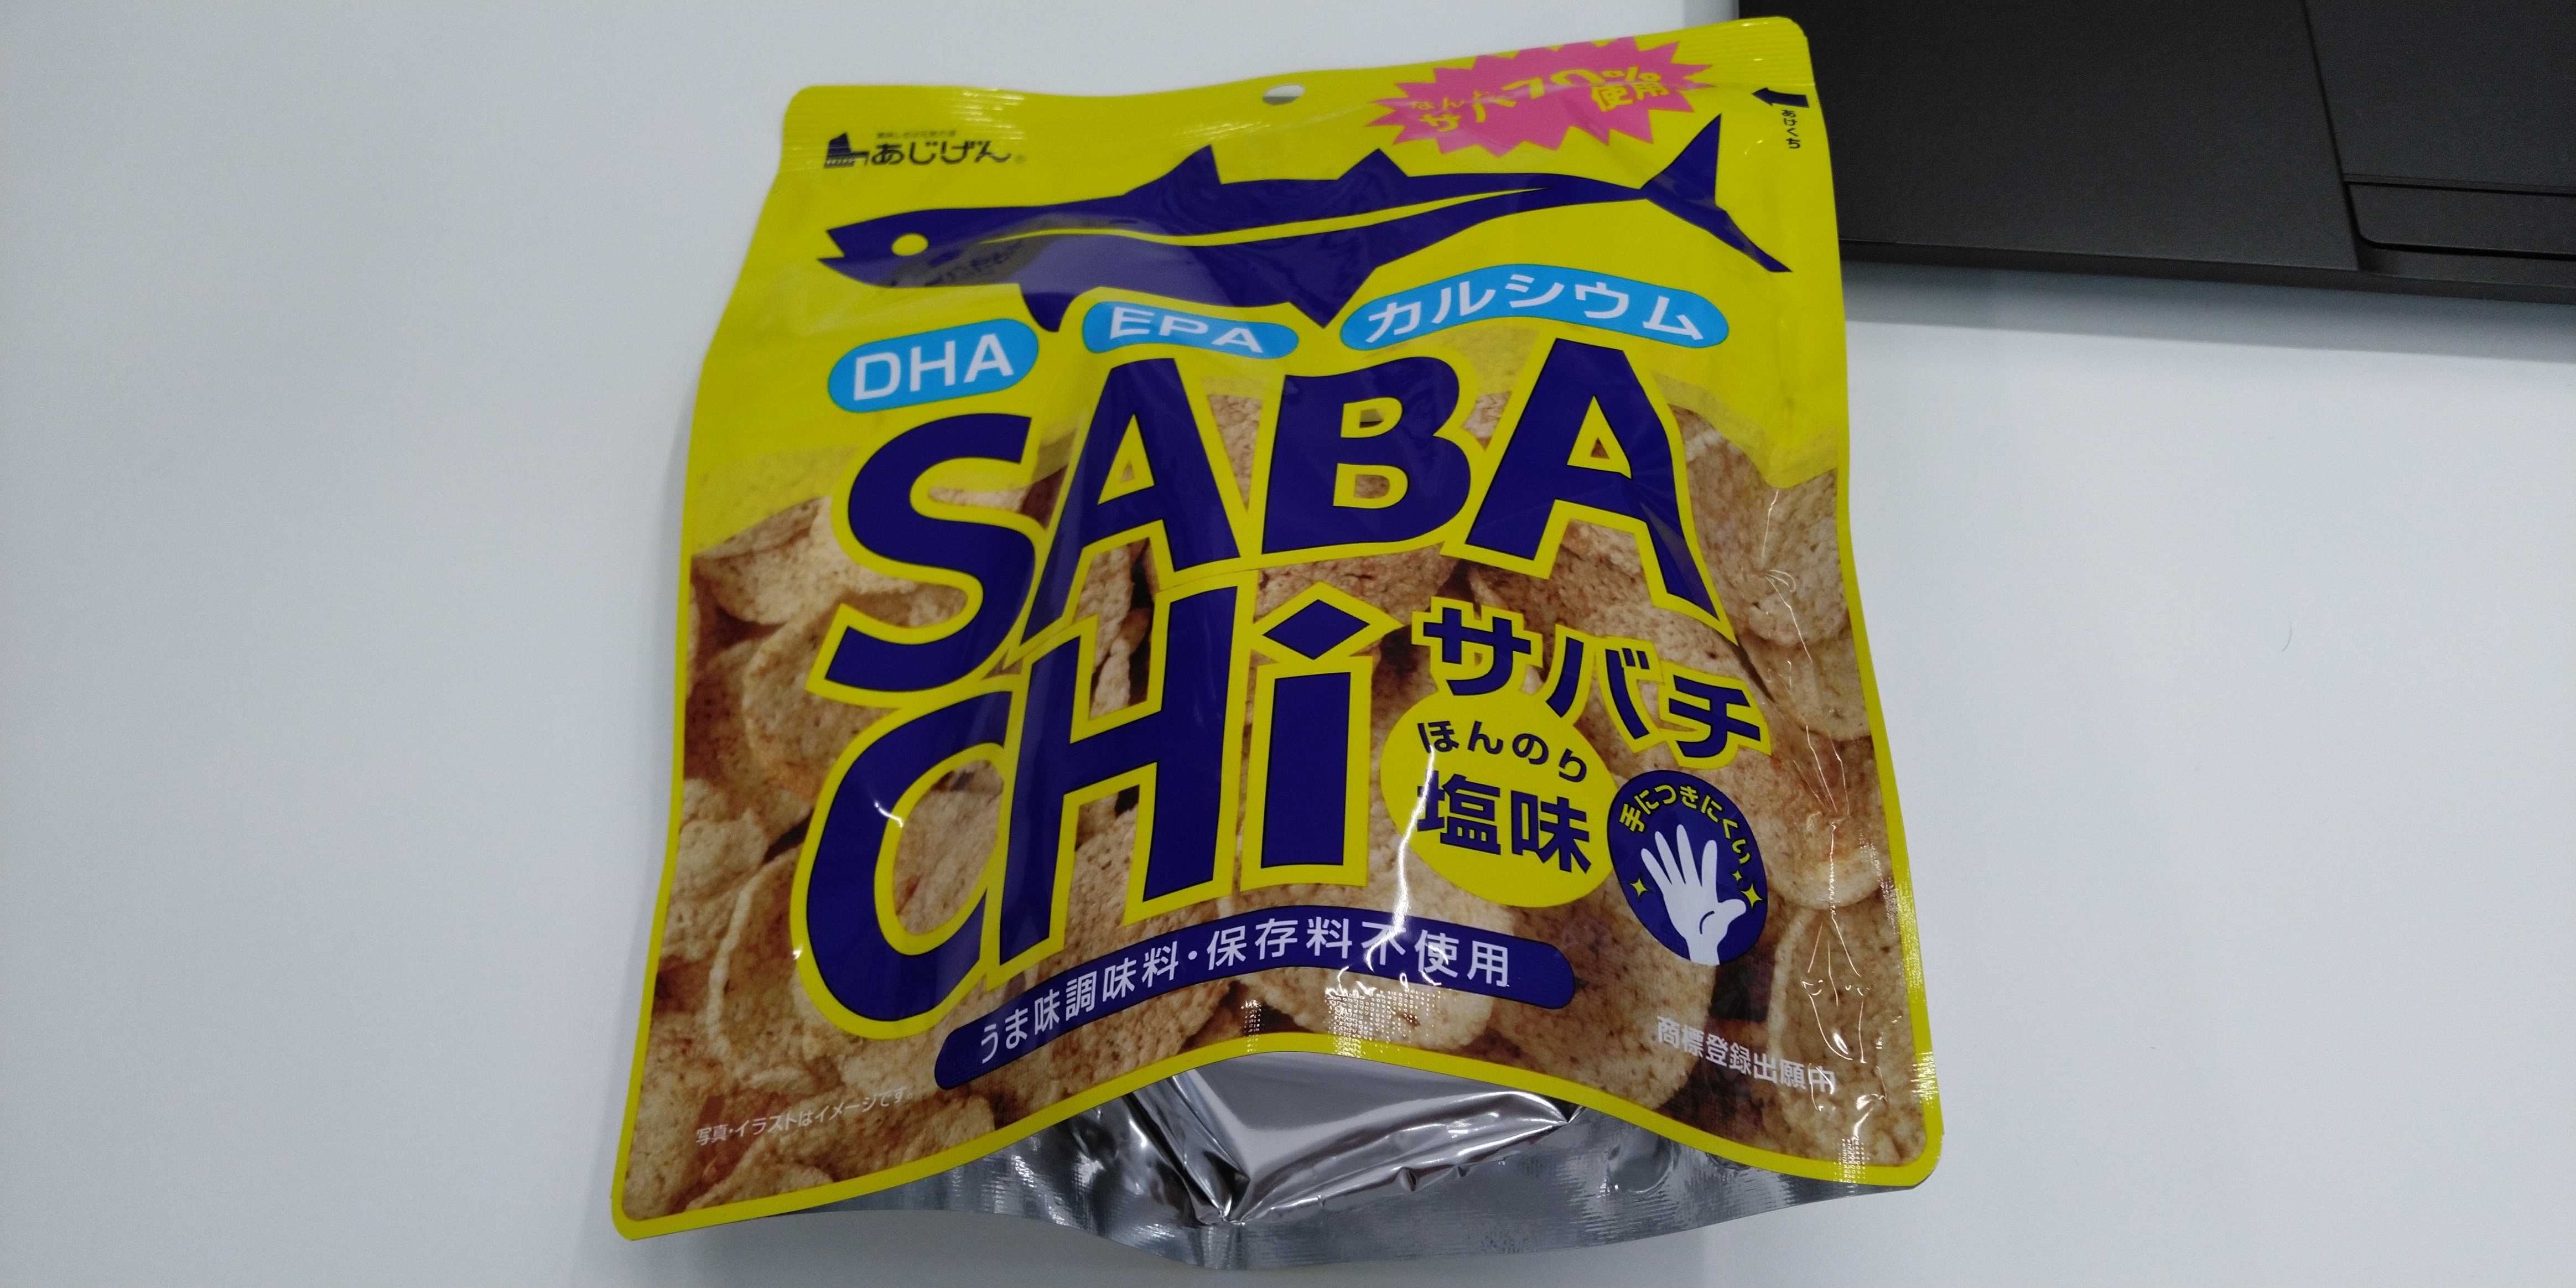 なんと
サバ70%使用
あけくち
あじげん®
DHA EPA カルシウム
SABA
CHi
サバチ
ほんのり
塩味
手につきにくい
うま味調味料・保存料不使用
商標登録出願中
写真・イラストはイメージです。